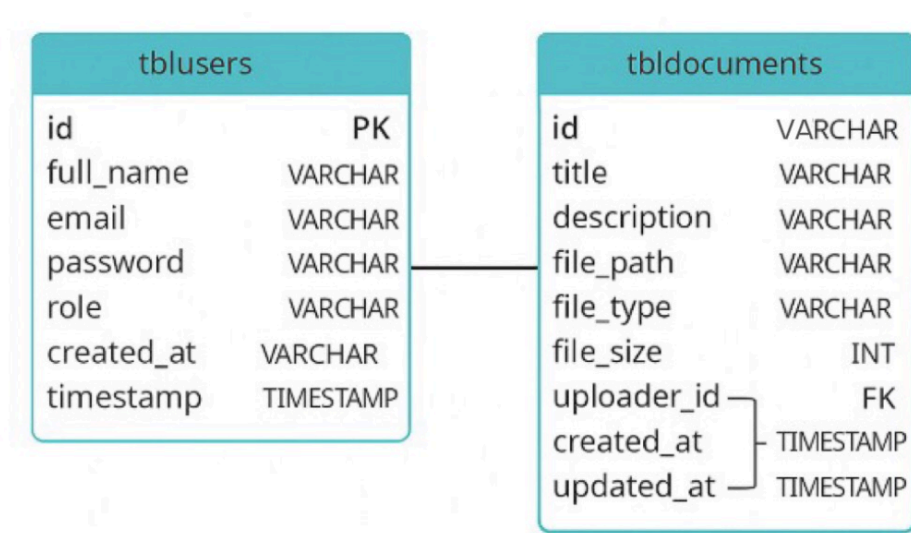 tblusers
id PK
full_name VARCHAR
email VARCHAR
password VARCHAR
role VARCHAR
created_at VARCHAR
timestamp TIMESTAMP
tbldocuments
id VARCHAR
title VARCHAR
description VARCHAR
file_path VARCHAR
file_type VARCHAR
file_size INT
uploader_id FK
created_at TIMESTAMP
updated_at TIMESTAMP